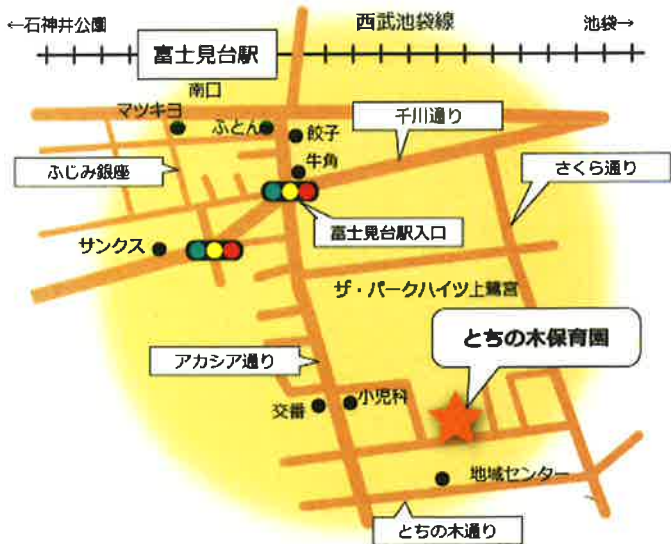 ←石神井公園
西武池袋線
池袋→
富士見台駅
南口
マツキヨ
ふとん
餃子
千川通り
牛角
ふじみ銀座
さくら通り
富士見台駅入口
サンクス
ザ・パークハイツ上鷺宮
とちの木保育園
アカシア通り
交番
小児科
地域センター
とちの木通り